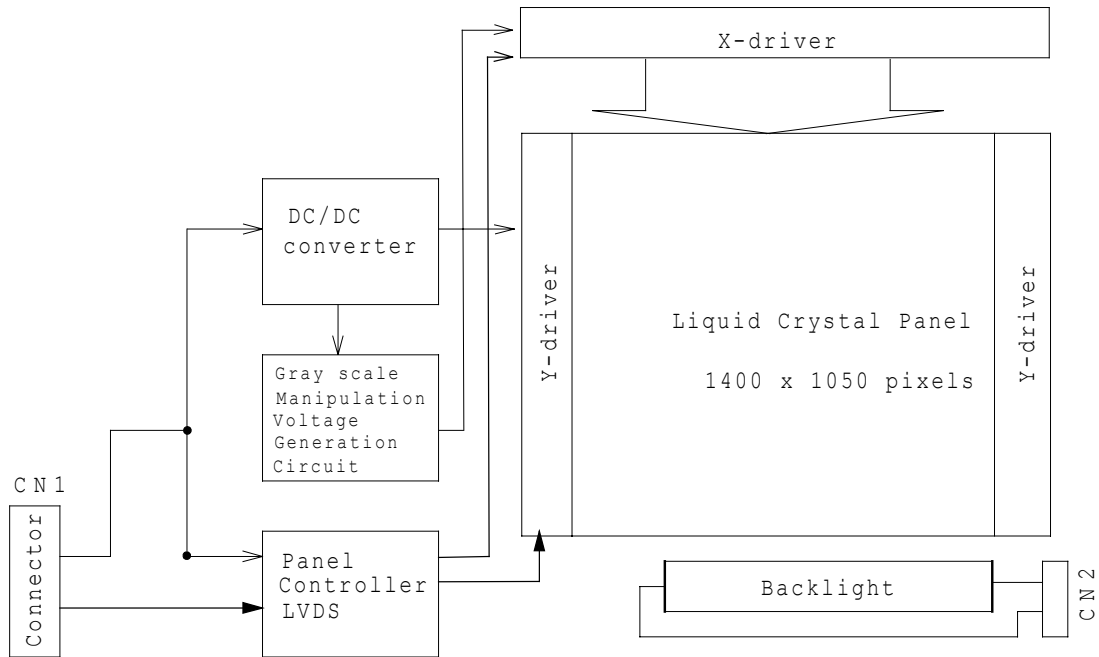 X-driver
DC/DC
converter
Y-driver
Liquid Crystal Panel
1400 x 1050 pixels
Y-driver
Gray scale
Manipulation
Voltage
Generation
Circuit
CN1
Connector
Panel
Controller
LVDS
Backlight
CN2